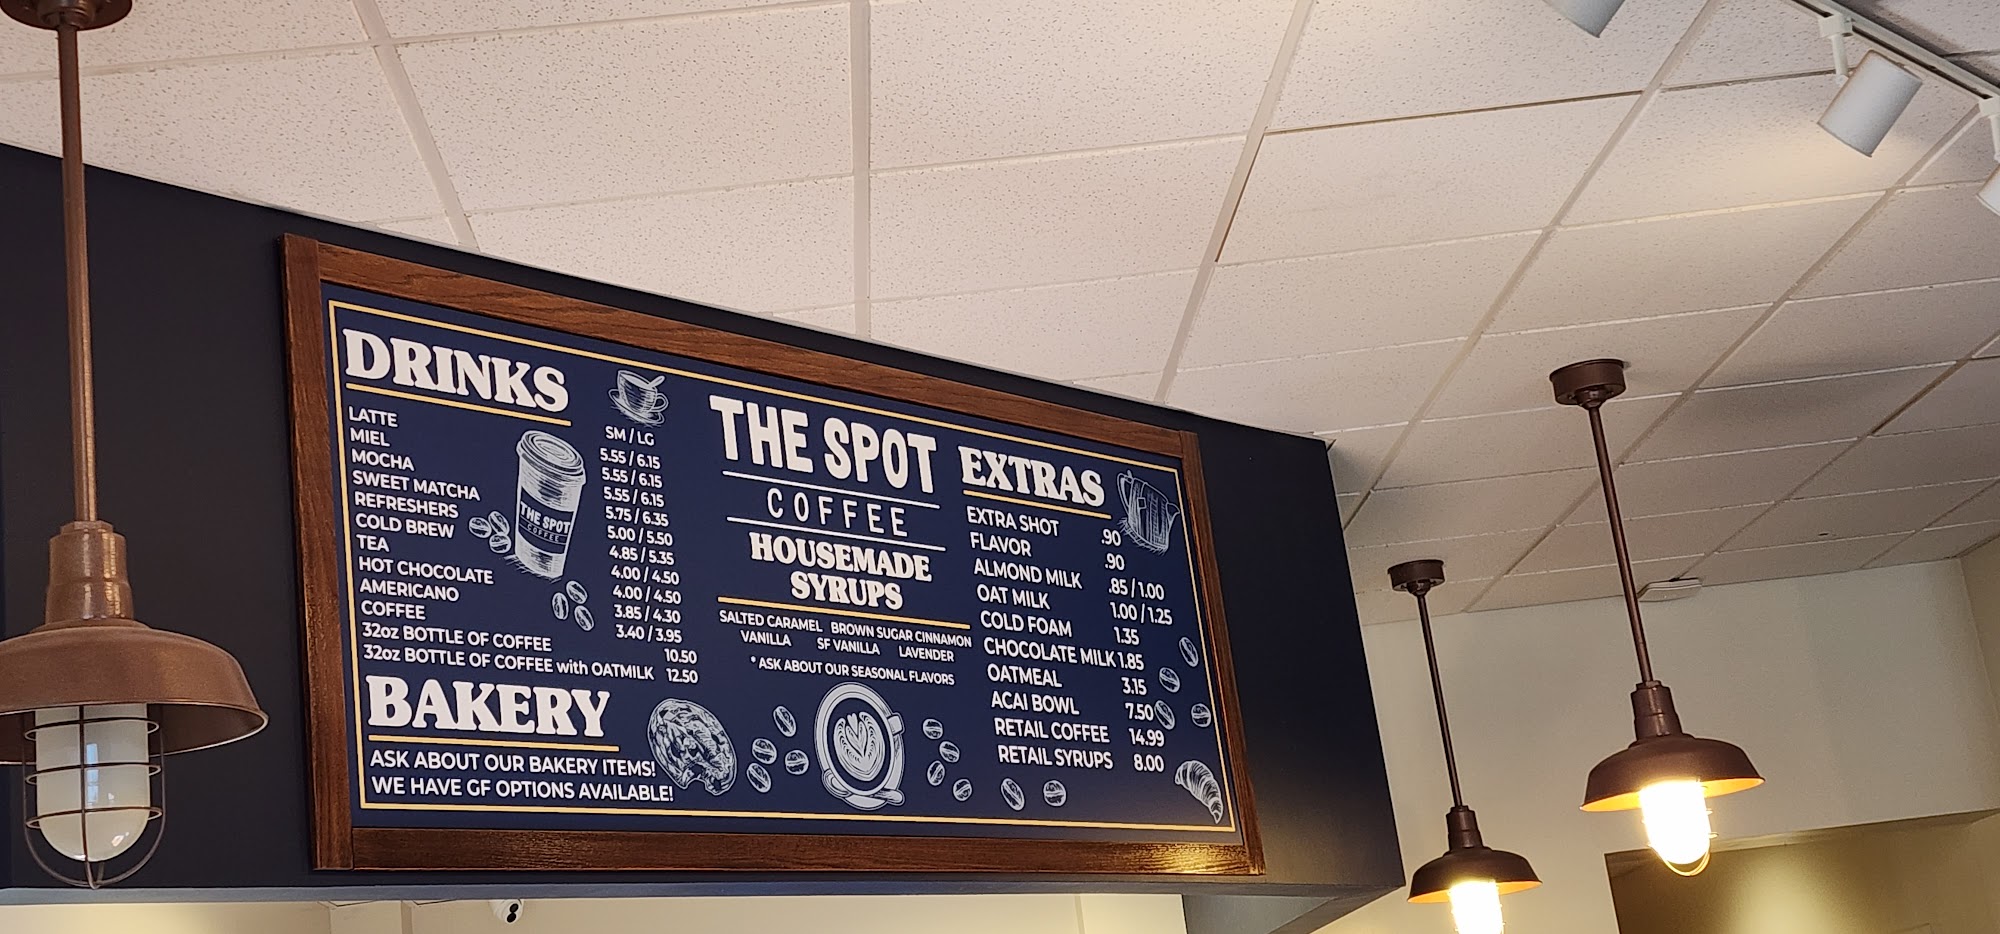 DRINKS
SM / LG
LATTE 5.55 / 6.15
MIEL 5.55 / 6.15
MOCHA 5.55 / 6.15
SWEET MATCHA 5.75 / 6.35
REFRESHERS 5.00 / 5.50
COLD BREW 4.85 / 5.35
TEA 4.00 / 4.50
HOT CHOCOLATE 4.00 / 4.50
AMERICANO 3.85 / 4.30
COFFEE 3.40 / 3.95
32oz BOTTLE OF COFFEE 10.50
32oz BOTTLE OF COFFEE with OATMILK 12.50
THE SPOT
COFFEE
BAKERY
ASK ABOUT OUR BAKERY ITEMS!
WE HAVE GF OPTIONS AVAILABLE!
THE SPOT
COFFEE
HOUSEMADE
SYRUPS
SALTED CARAMEL BROWN SUGAR CINNAMON
VANILLA SF VANILLA LAVENDER
* ASK ABOUT OUR SEASONAL FLAVORS
EXTRAS
EXTRA SHOT .90
FLAVOR .90
ALMOND MILK .85 / 1.00
OAT MILK 1.00 / 1.25
COLD FOAM 1.35
CHOCOLATE MILK 1.85
OATMEAL 3.15
ACAI BOWL 7.50
RETAIL COFFEE 14.99
RETAIL SYRUPS 8.00